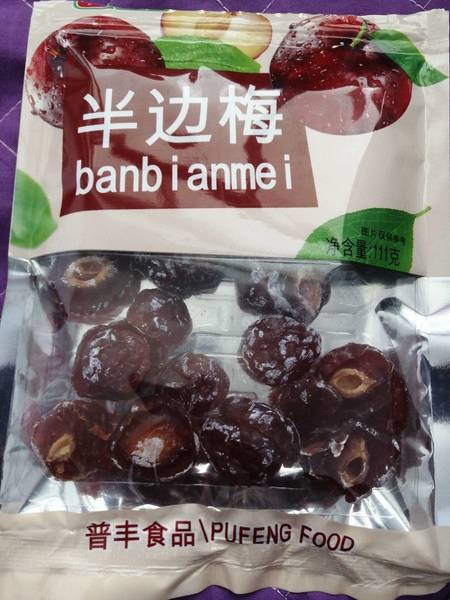 半边梅
banbianmei
图片仅供参考
净含量:111克
普丰食品\PUFENG FOOD